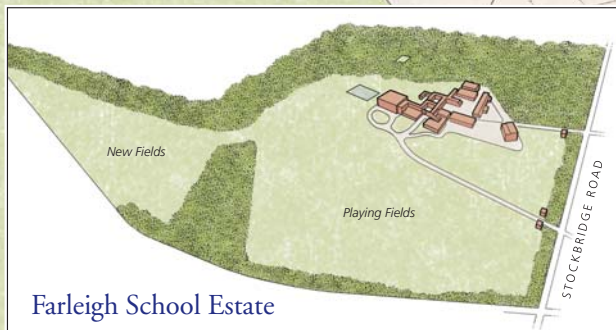 New Fields
Playing Fields
STOCKBRIDGE ROAD
Farleigh School Estate